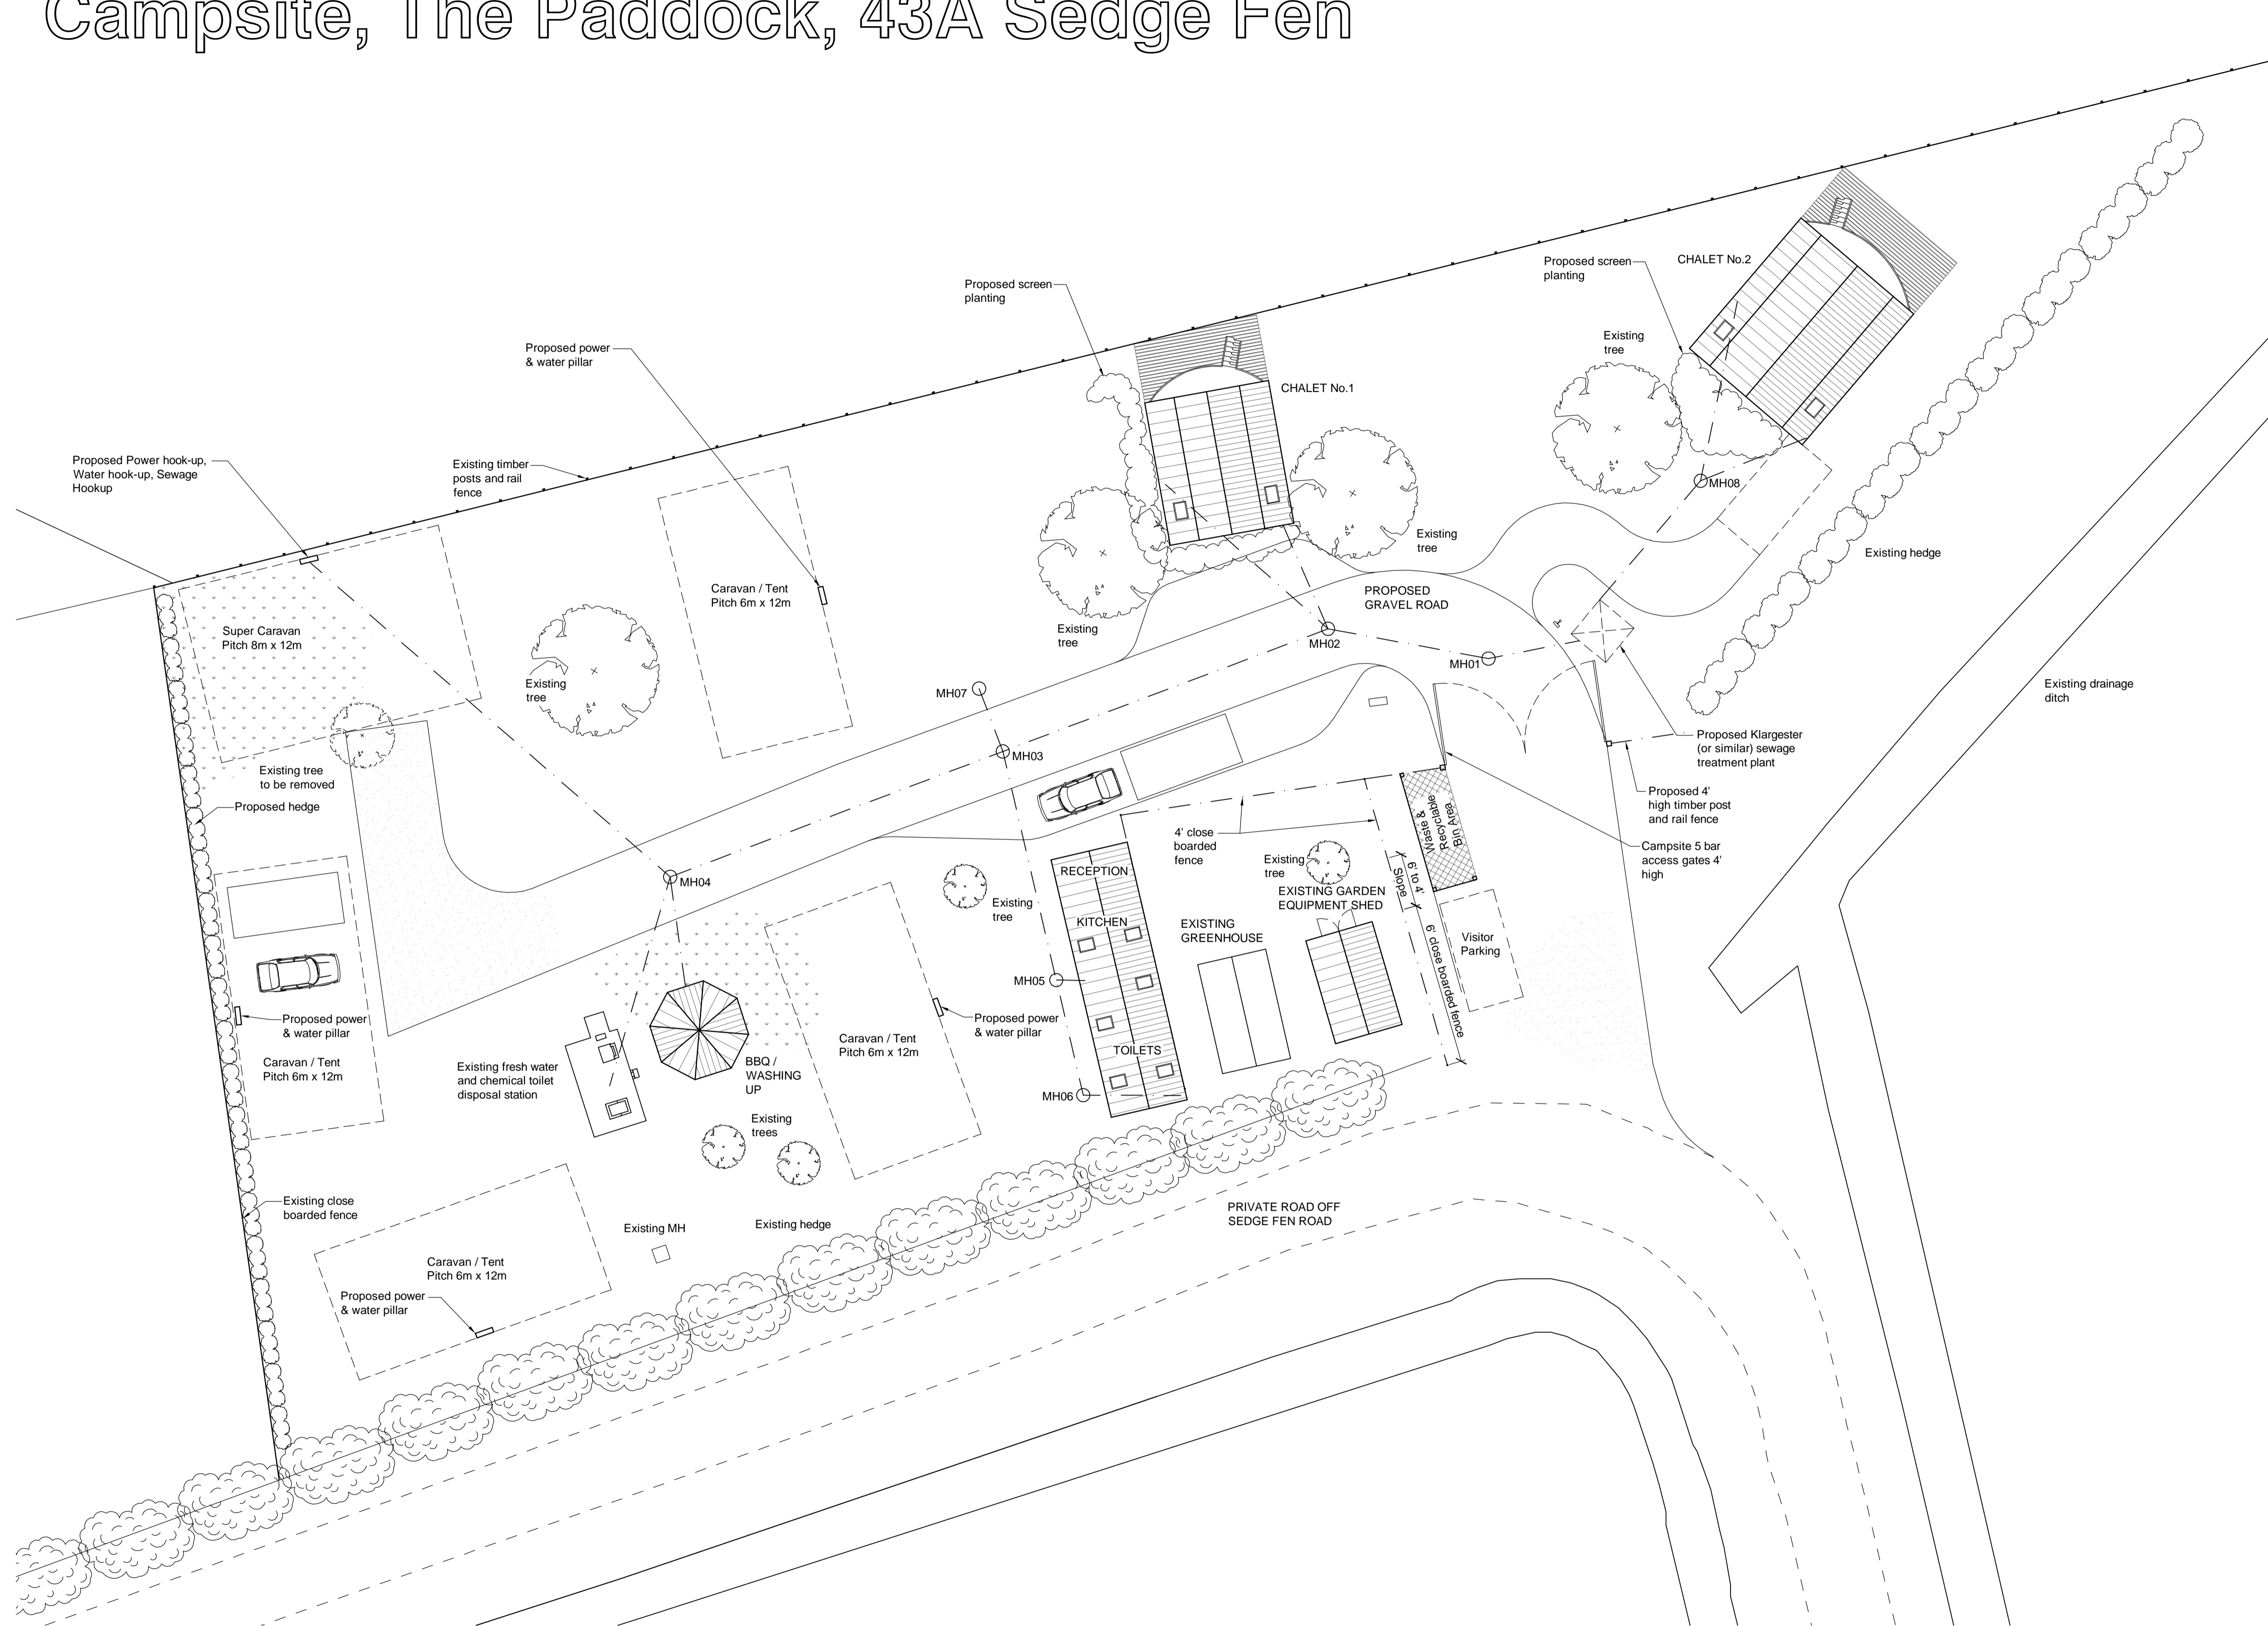 Campsite, The Paddock, 43A Sedge Fen
Proposed screen
planting
CHALET No.2
Proposed screen
planting
Existing
tree
Proposed power
& water pillar
CHALET No.1
Proposed Power hook-up,
Water hook-up, Sewage
Hookup
Existing timber
posts and rail
fence
MH08
Existing
tree
Existing hedge
Caravan / Tent
Pitch 6m x 12m
PROPOSED
GRAVEL ROAD
Super Caravan
Pitch 8m x 12m
Existing
tree
MH02
MH01
Existing
tree
MH07
Existing drainage
ditch
Proposed Klargester
(or similar) sewage
treatment plant
MH03
Existing tree
to be removed
Proposed hedge
Proposed 4'
high timber post
and rail fence
4' close
boarded
fence
Waste &
Recyclable
Bin Area
Campsite 5 bar
access gates 4'
high
Existing
tree
RECEPTION
MH04
6' to 4'
Slope
EXISTING GARDEN
EQUIPMENT SHED
Existing
tree
KITCHEN
EXISTING
GREENHOUSE
Visitor
Parking
6' close boarded fence
MH05
Proposed power
& water pillar
Proposed power
& water pillar
Caravan / Tent
Pitch 6m x 12m
TOILETS
Caravan / Tent
Pitch 6m x 12m
Existing fresh water
and chemical toilet
disposal station
BBQ /
WASHING
UP
MH06
Existing
trees
Existing close
boarded fence
PRIVATE ROAD OFF
SEDGE FEN ROAD
Existing MH
Existing hedge
Caravan / Tent
Pitch 6m x 12m
Proposed power
& water pillar